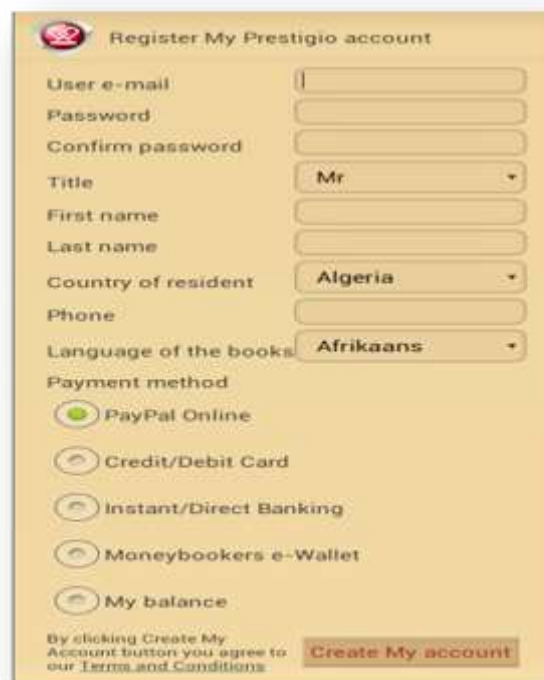 Register My Prestigio account
User e-mail
Password
Confirm password
Title Mr
First name
Last name
Country of resident Algeria
Phone
Language of the books Afrikaans
Payment method
PayPal Online
Credit/Debit Card
Instant/Direct Banking
Moneybookers e-Wallet
My balance
By clicking Create My
Account button you agree to
our Terms and Conditions
Create My account